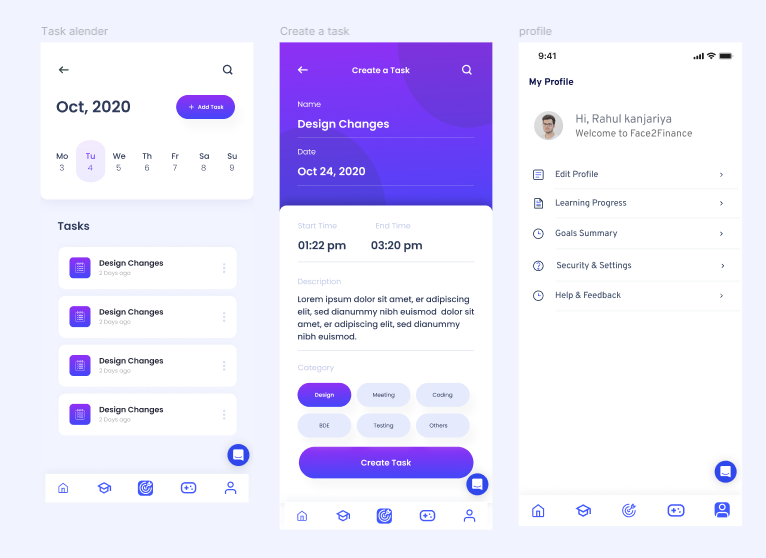 Task alender
Oct, 2020
+ Add Task
Mo Tu We Th Fr Sa Su
3 4 5 6 7 8 9
Tasks
Design Changes
2 Days ago
Design Changes
2 Days ago
Design Changes
2 Days ago
Design Changes
2 Days ago
Create a task
Create a Task
Name
Design Changes
Date
Oct 24, 2020
Start Time End Time
01:22 pm 03:20 pm
Description
Lorem ipsum dolor sit amet, er adipiscing
elit, sed dianummy nibh euismod dolor sit
amet, er adipiscing elit, sed dianummy
nibh euismod.
Category
Design Meeting Coding
BDE Testing Others
Create Task
profile
9:41
My Profile
Hi, Rahul kanjariya
Welcome to Face2Finance
Edit Profile
Learning Progress
Goals Summary
Security & Settings
Help & Feedback